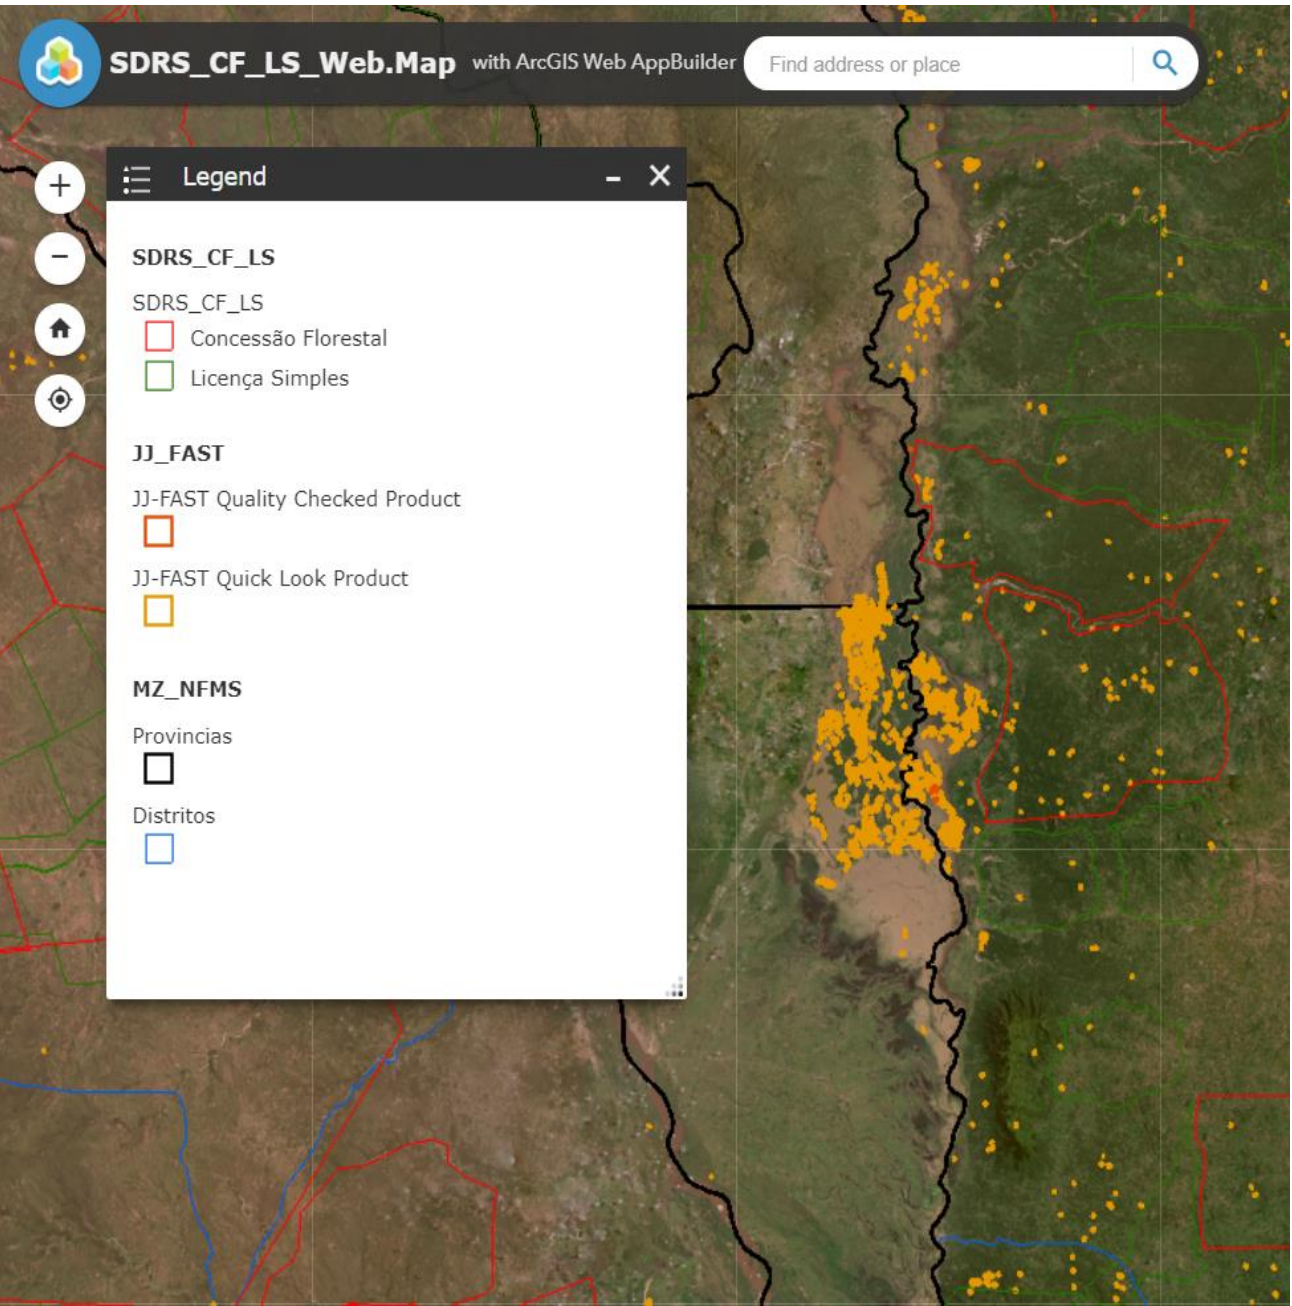 SDRS_CF_LS_Web.Map with ArcGIS Web AppBuilder Find address or place
Legend
SDRS_CF_LS
SDRS_CF_LS
Concessão Florestal
Licença Simples
JJ_FAST
JJ-FAST Quality Checked Product
JJ-FAST Quick Look Product
MZ_NFMS
Provincias
Distritos